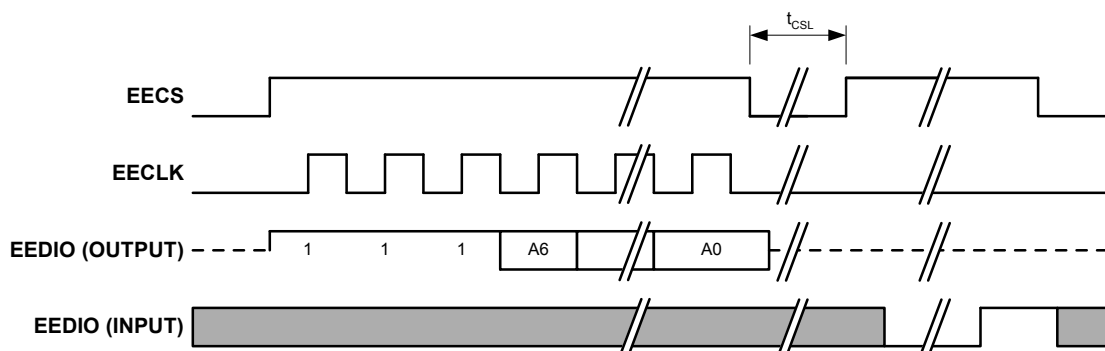 tCSL
EECS
EECLK
EEDIO (OUTPUT) 1 1 1 A6 A0
EEDIO (INPUT)